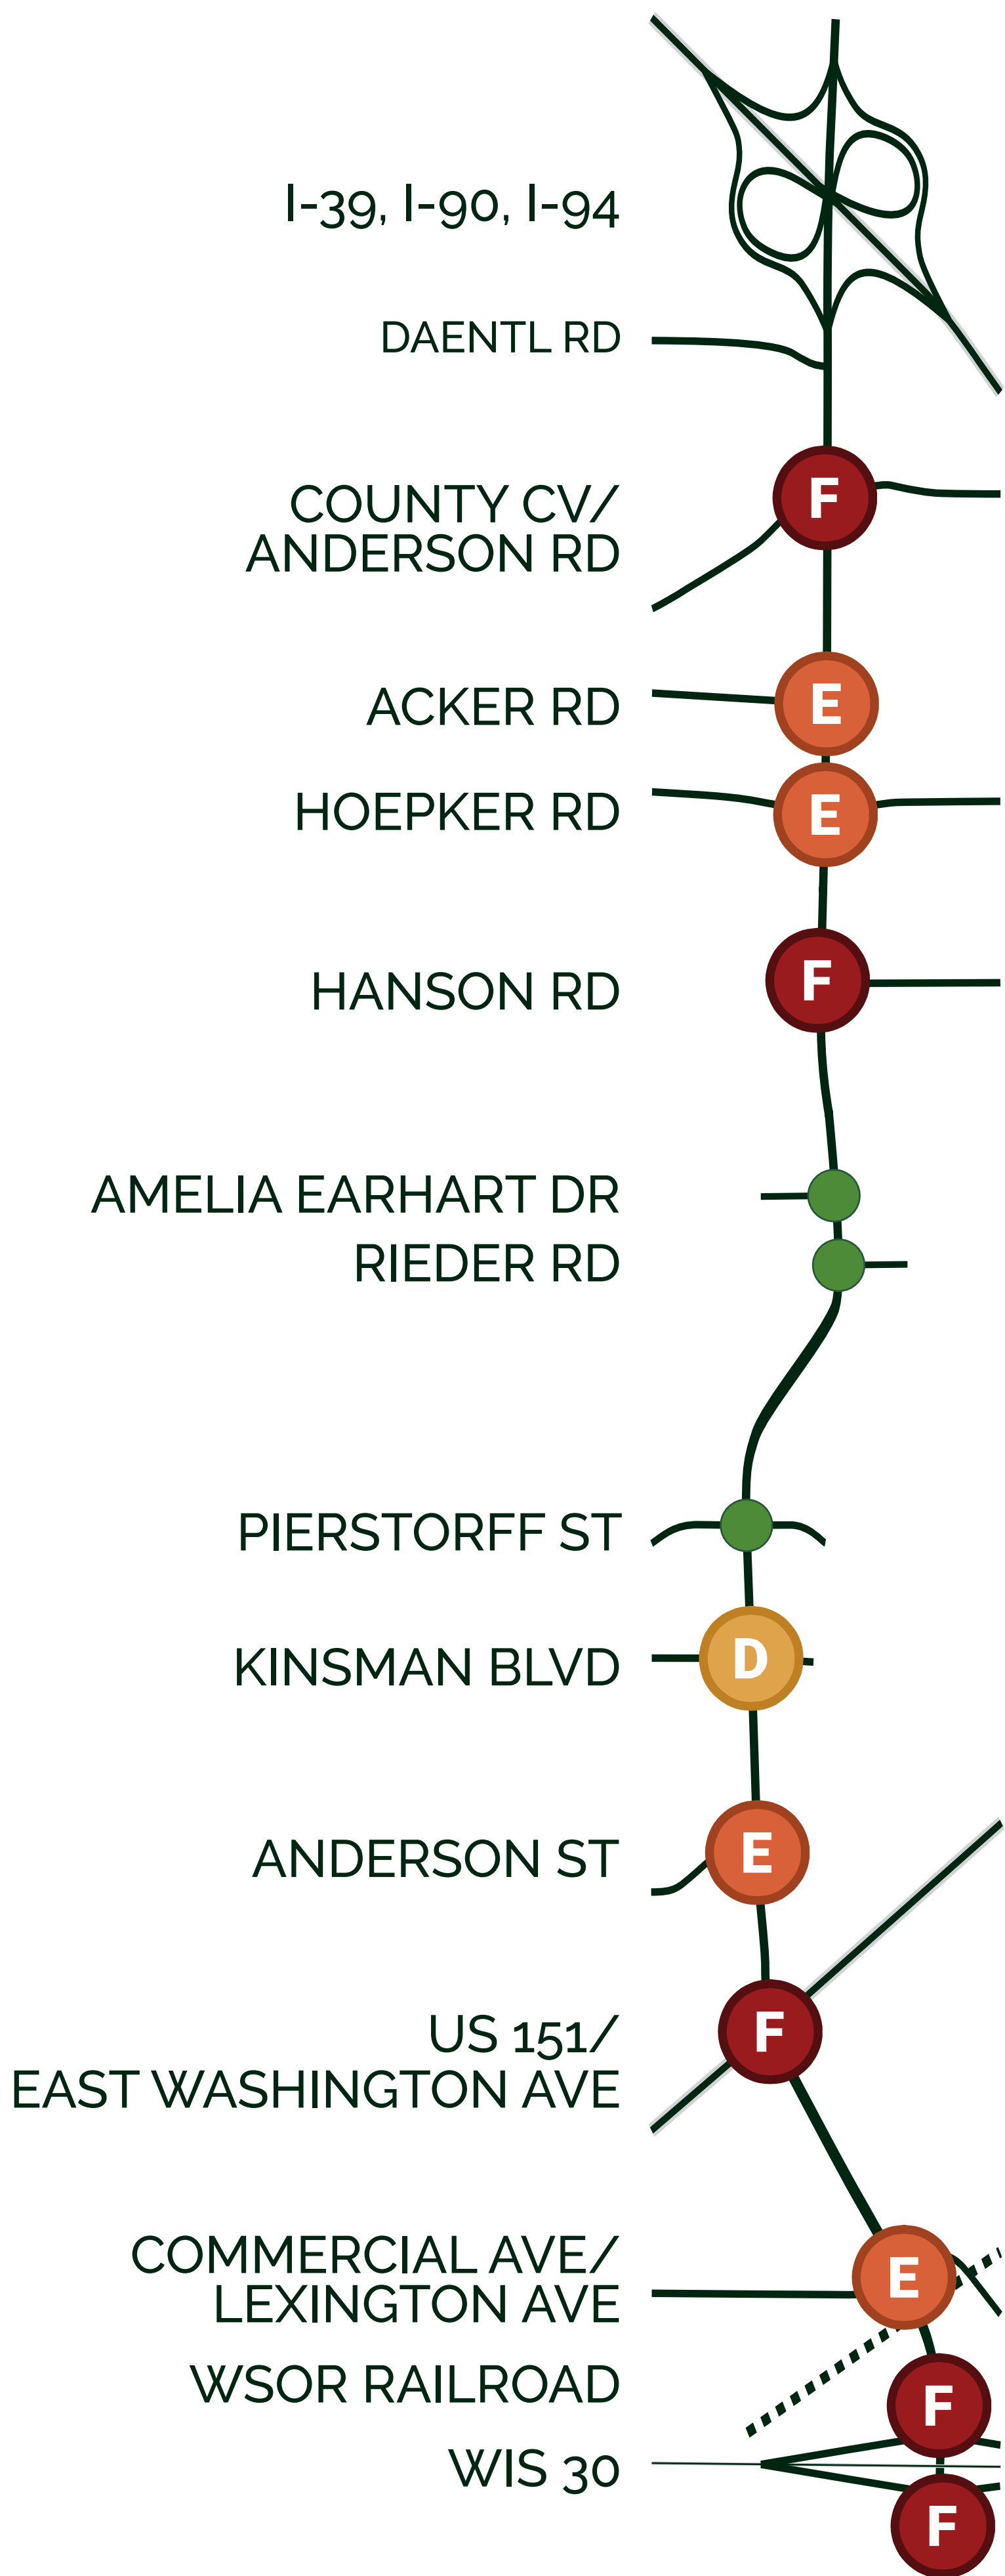 I-39, I-90, I-94
DAENTL RD
COUNTY CV/
F
ANDERSON RD
ACKER RD
E
HOEPKER RD
E
HANSON RD
F
AMELIA EARHART DR
RIEDER RD
PIERSTORFF ST
KINSMAN BLVD
D
ANDERSON ST
E
US 151/
F
EAST WASHINGTON AVE
COMMERCIAL AVE/
E
LEXINGTON AVE
WSOR RAILROAD
F
WIS 30
F